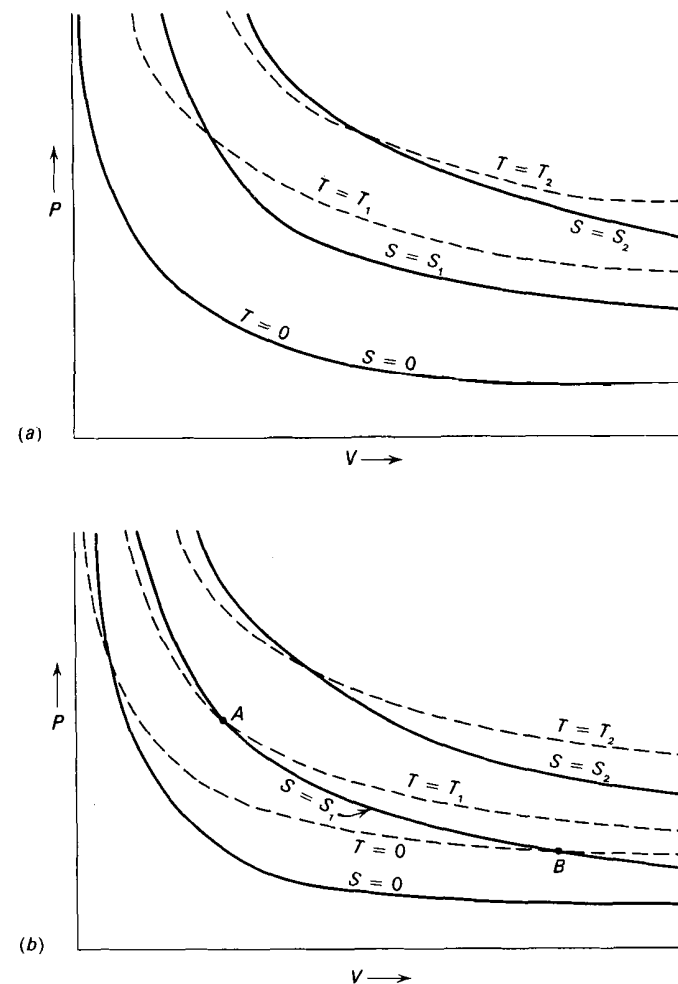 P
T = T₂
T = T₁
S = S₂
S = S₁
T = 0
S = 0
(a)
V
P
A
T = T₂
S = S₂
T = T₁
S = S₁
T = 0
B
S = 0
(b)
V